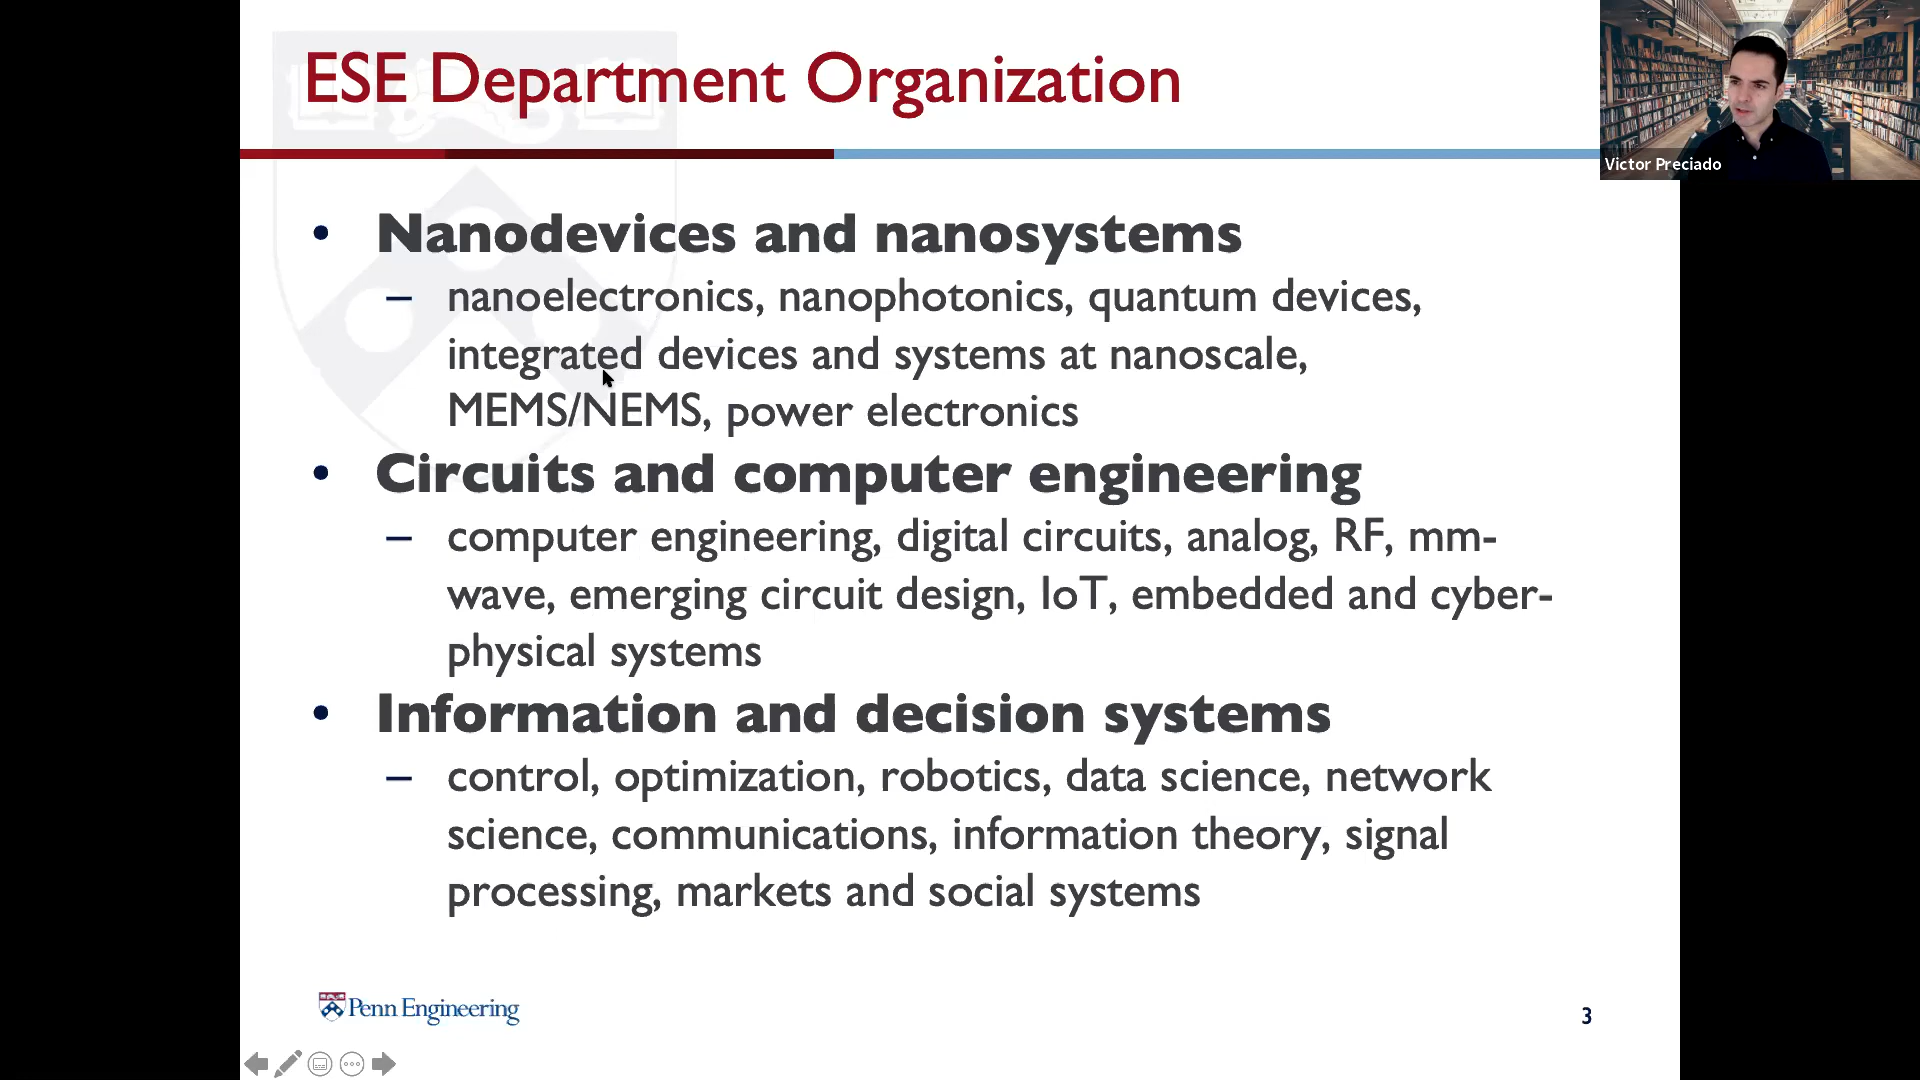 ESE Department Organization
Victor Preciado
• Nanodevices and nanosystems
– nanoelectronics, nanophotonics, quantum devices,
integrated devices and systems at nanoscale,
MEMS/NEMS, power electronics
• Circuits and computer engineering
– computer engineering, digital circuits, analog, RF, mm-
wave, emerging circuit design, IoT, embedded and cyber-
physical systems
• Information and decision systems
– control, optimization, robotics, data science, network
science, communications, information theory, signal
processing, markets and social systems
Penn Engineering
3